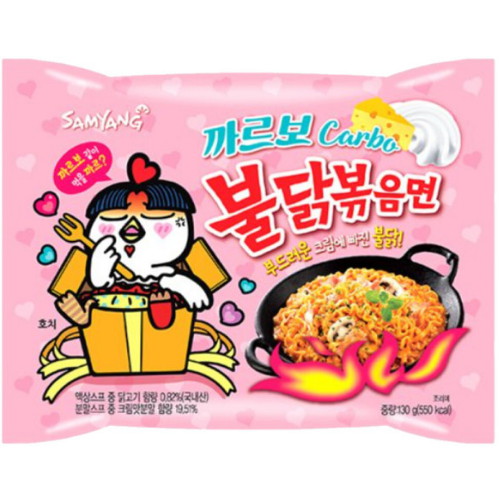 SAMYANG
까르보 Carbo
불닭볶음면
부드러운 크림에 빠진 불닭!
까르보 같이
먹을 까르?
호치
액상스프 중 닭고기 함량 0.82%(국내산)
분말스프 중 크림맛분말 함량 19.51%
조리예
중량:130 g(550 kcal)